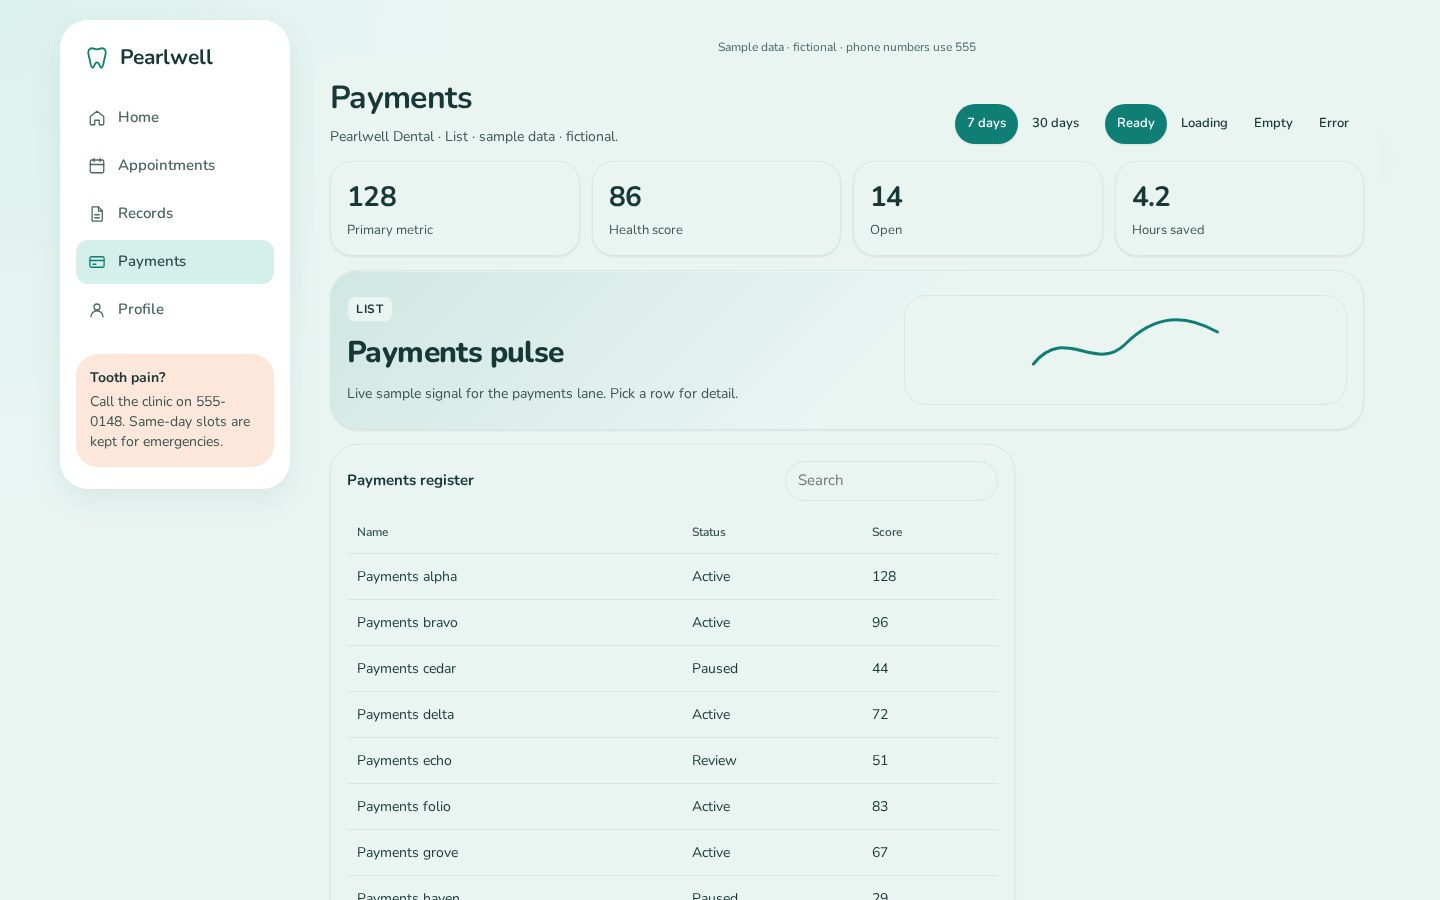 Pearlwell
Home
Appointments
Records
Payments
Profile
Tooth pain?
Call the clinic on 555-
0148. Same-day slots are
kept for emergencies.
Sample data · fictional · phone numbers use 555
Payments
Pearlwell Dental · List · sample data · fictional.
7 days 30 days Ready Loading Empty Error
128
Primary metric
86
Health score
14
Open
4.2
Hours saved
LIST
Payments pulse
Live sample signal for the payments lane. Pick a row for detail.
Payments register
Search
Name Status Score
Payments alpha Active 128
Payments bravo Active 96
Payments cedar Paused 44
Payments delta Active 72
Payments echo Review 51
Payments folio Active 83
Payments grove Active 67
Payments haven Paused 29